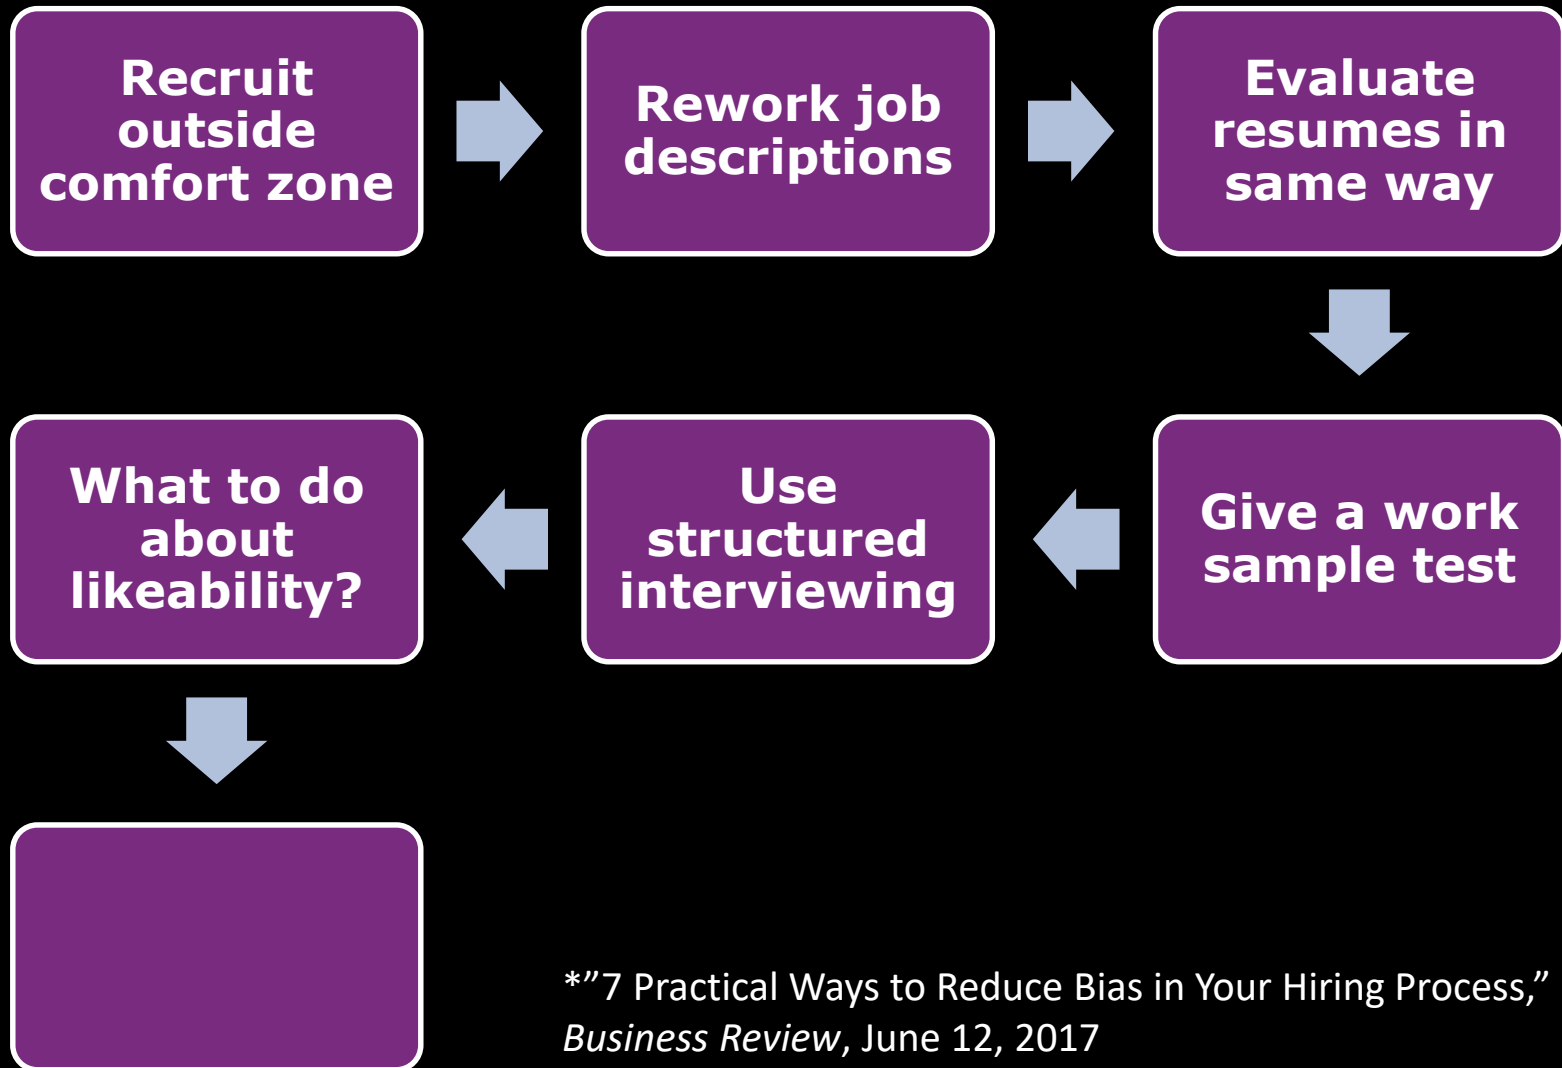 Recruit
outside
comfort zone
Rework job
descriptions
Evaluate
resumes in
same way
Give a work
sample test
Use
structured
interviewing
What to do
about
likeability?
*”7 Practical Ways to Reduce Bias in Your Hiring Process,”
Business Review, June 12, 2017